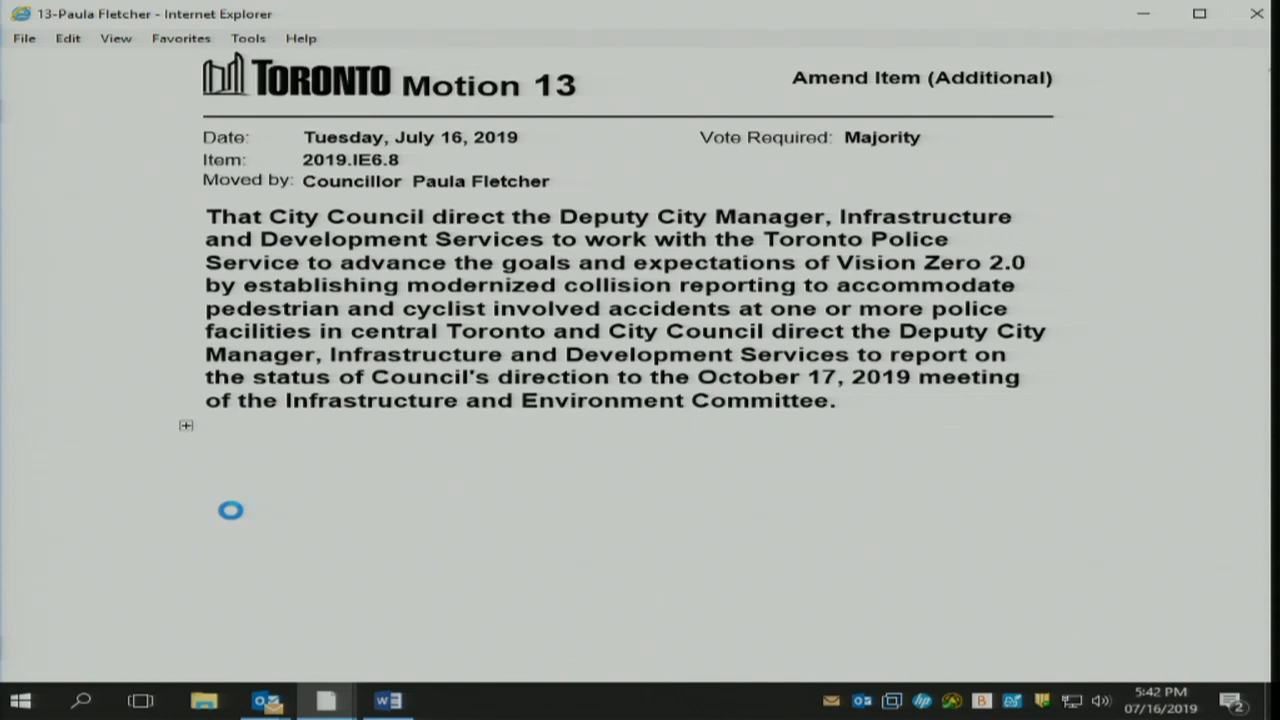 13-Paula Fletcher - Internet Explorer
File Edit View Favorites Tools Help
TORONTO Motion 13
Amend Item (Additional)
Date: Tuesday, July 16, 2019
Vote Required: Majority
Item: 2019.IE6.8
Moved by: Councillor Paula Fletcher
That City Council direct the Deputy City Manager, Infrastructure
and Development Services to work with the Toronto Police
Service to advance the goals and expectations of Vision Zero 2.0
by establishing modernized collision reporting to accommodate
pedestrian and cyclist involved accidents at one or more police
facilities in central Toronto and City Council direct the Deputy City
Manager, Infrastructure and Development Services to report on
the status of Council's direction to the October 17, 2019 meeting
of the Infrastructure and Environment Committee.
5:42 PM
07/16/2019
2